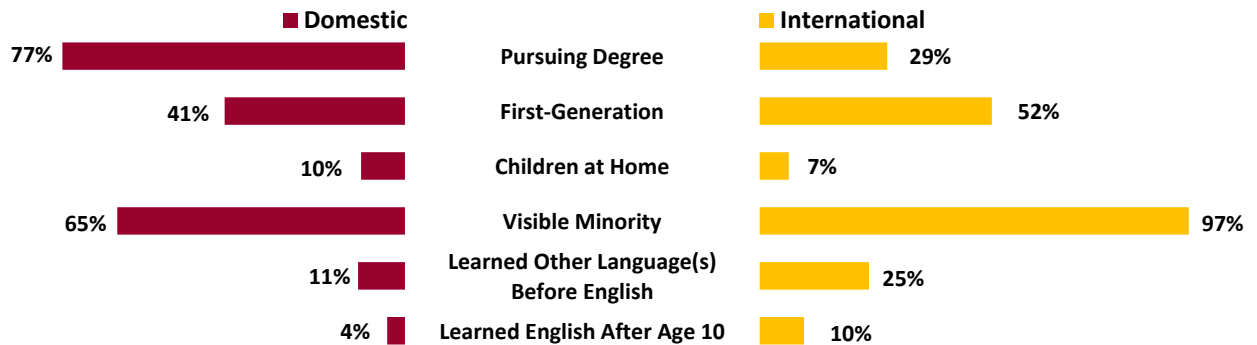 Domestic International
77% Pursuing Degree 29%
41% First-Generation 52%
10% Children at Home 7%
65% Visible Minority 97%
Learned Other Language(s)
11% Before English 25%
4% Learned English After Age 10 10%